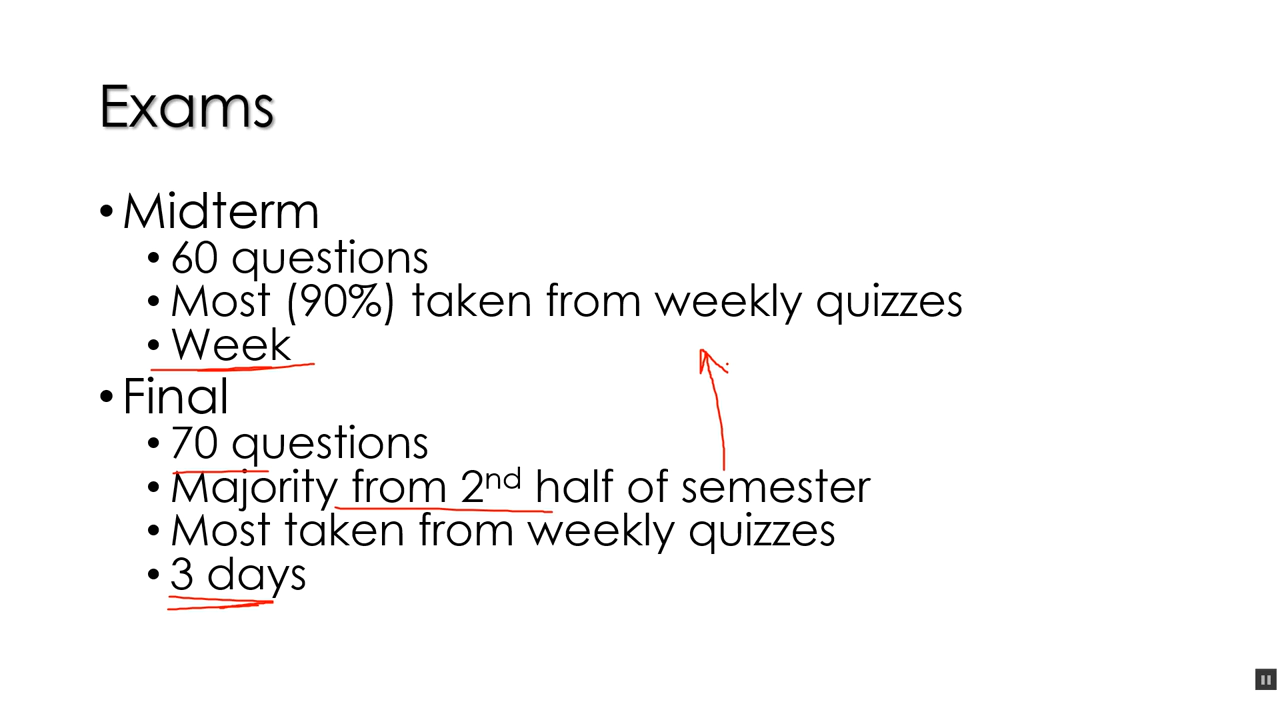 Exams
• Midterm
• 60 questions
• Most (90%) taken from weekly quizzes
• Week
• Final
• 70 questions
• Majority from 2nd half of semester
• Most taken from weekly quizzes
• 3 days